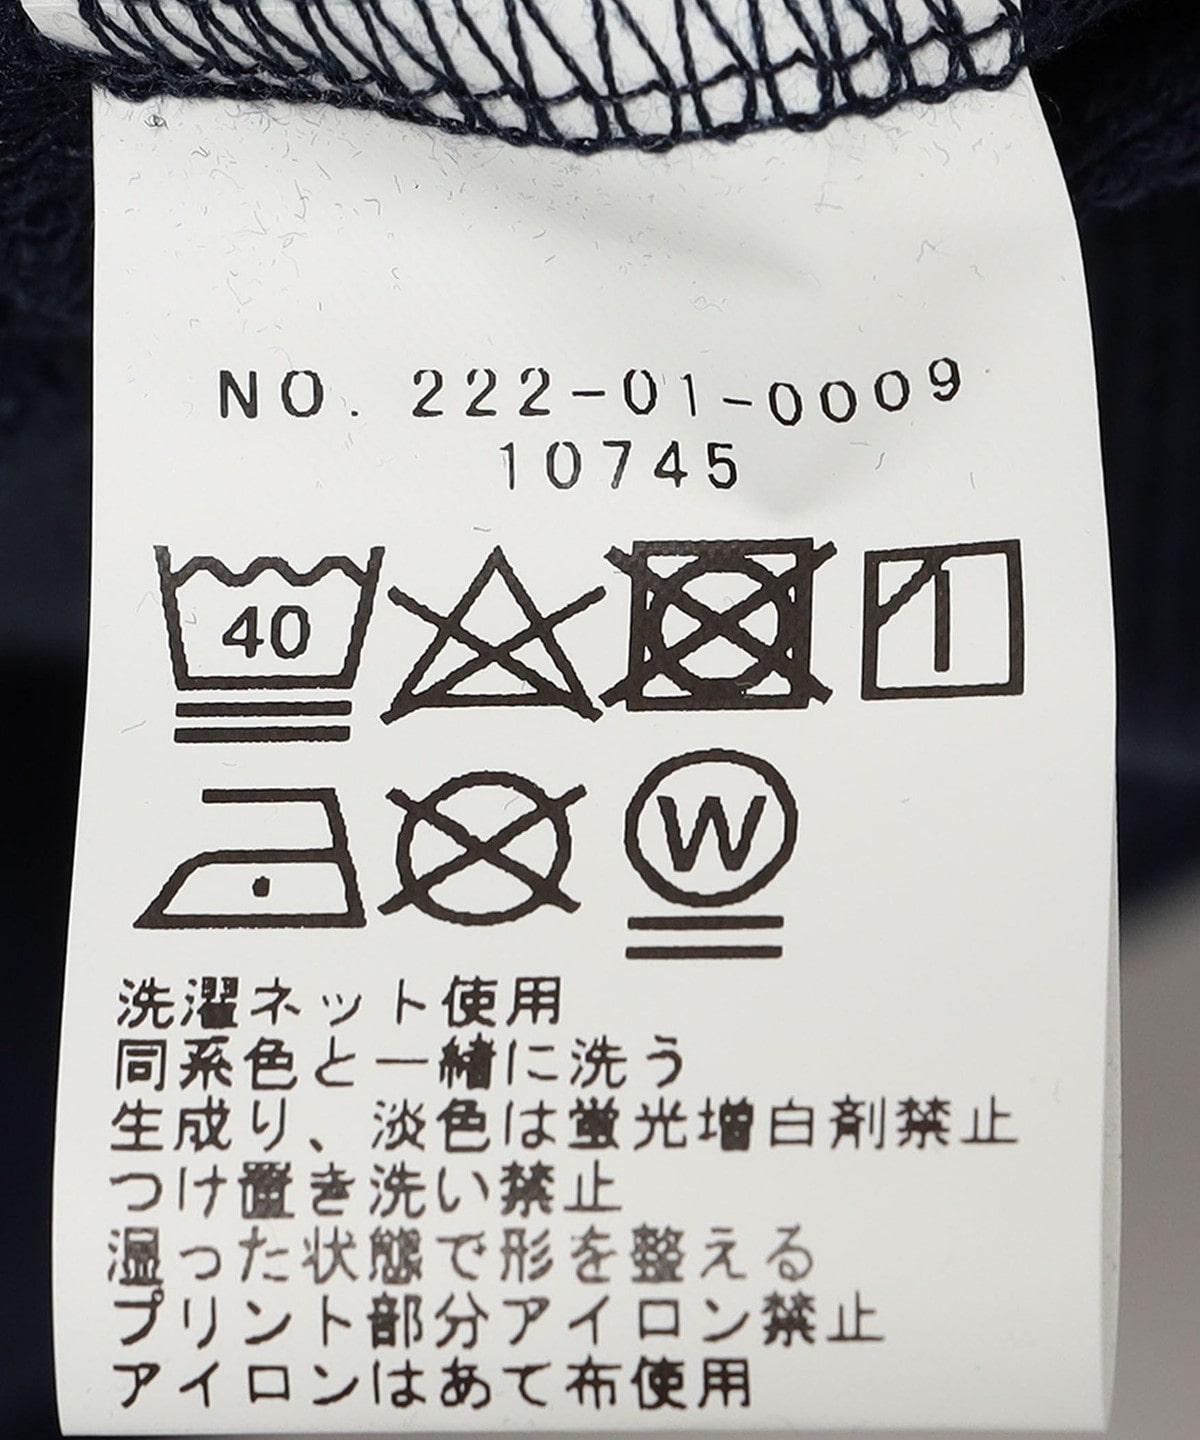 NO. 222-01-0009
10745
40
W
洗濯ネット使用
同系色と一緒に洗う
生成り、淡色は蛍光増白剤禁止
つけ置き洗い禁止
湿った状態で形を整える
プリント部分アイロン禁止
アイロンはあて布使用